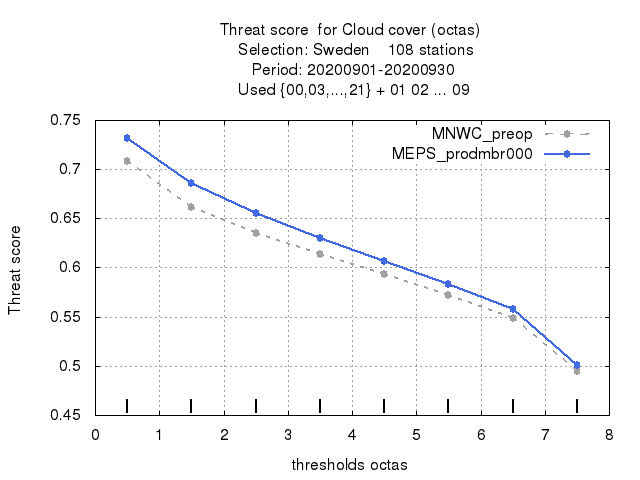 Threat score  for Cloud cover (octas)
Selection: Sweden    108 stations
Period: 20200901-20200930
Used {00,03,...,21} + 01 02 ... 09
MNWC_preop
MEPS_prodmbr000
Threat score
0.75
0.7
0.65
0.6
0.55
0.5
0.45
0 1 2 3 4 5 6 7 8
thresholds octas